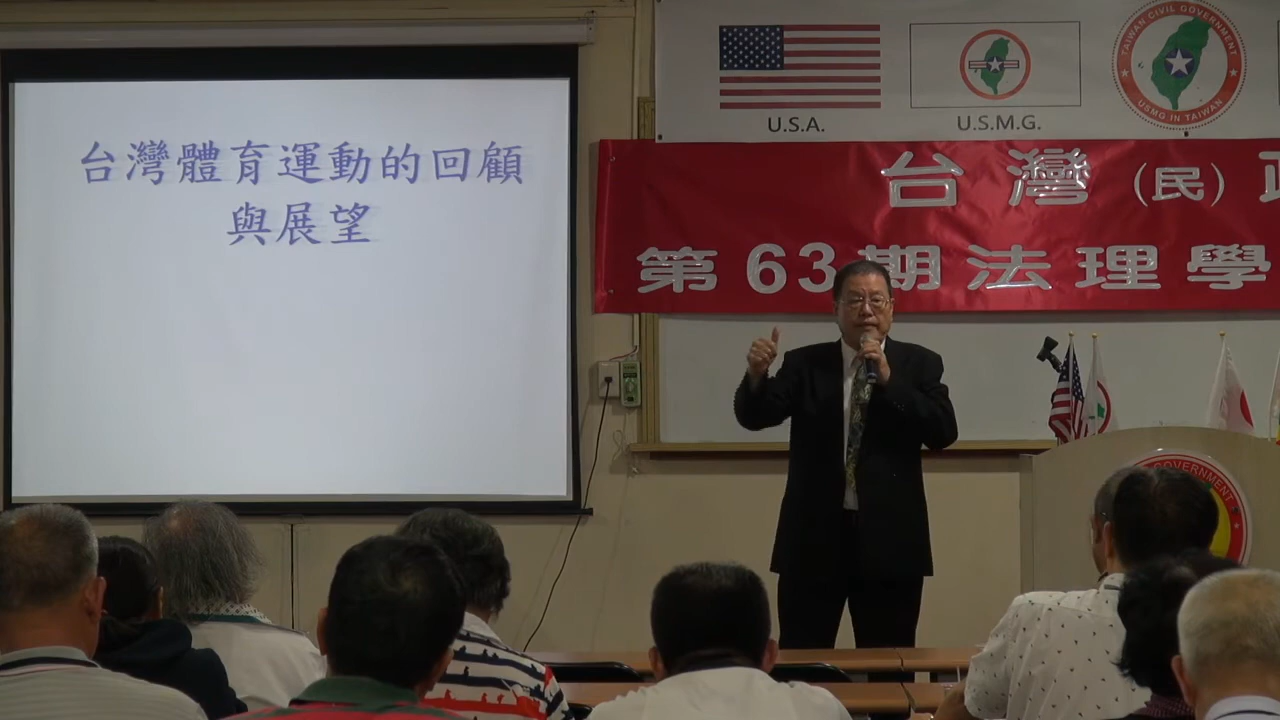 台灣體育運動的回顧
與展望
U.S.A.
U.S.M.G.
TAIWAN CIVIL GOVERNMENT
USMG IN TAIWAN
台灣(民)
第63期法理學
GOVERNMENT